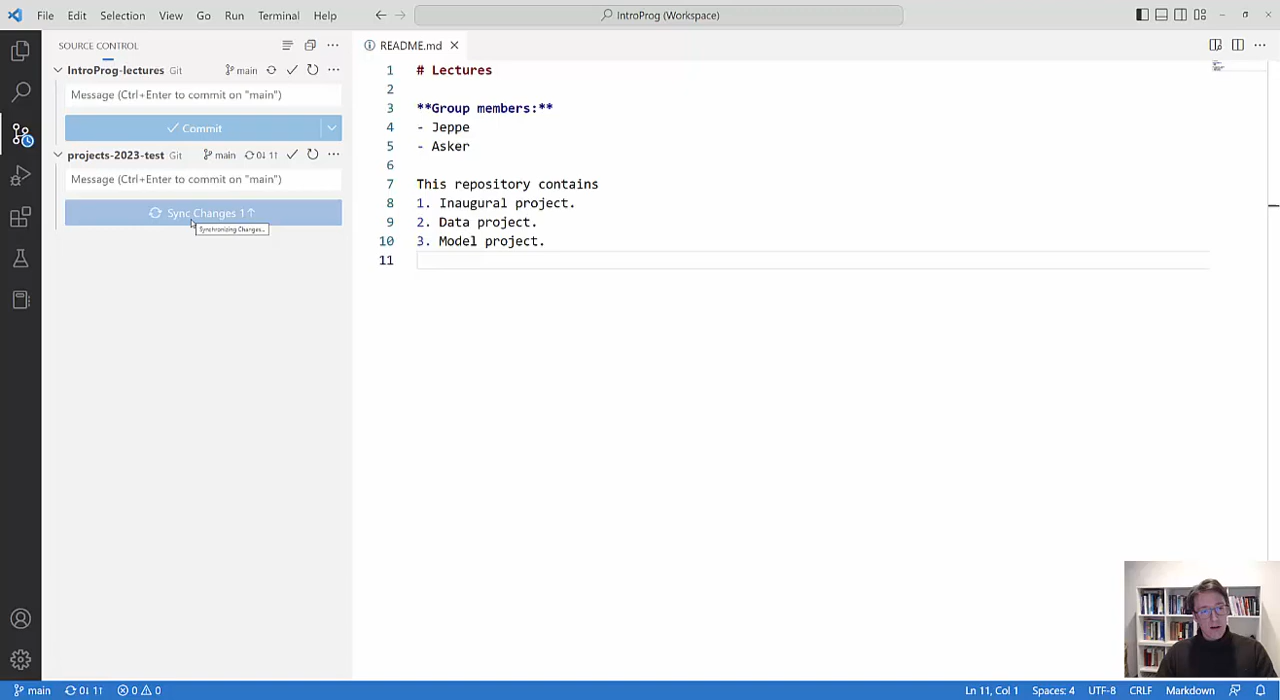 File Edit Selection View Go Run Terminal Help
IntroProg (Workspace)
SOURCE CONTROL
IntroProg-lectures Git main
Message (Ctrl+Enter to commit on "main")
Commit
projects-2023-test Git main 0↓ 1↑
Message (Ctrl+Enter to commit on "main")
Sync Changes 1↑
Synchronizing Changes...
README.md
1 # Lectures
2
3 **Group members:**
4 - Jeppe
5 - Asker
6
7 This repository contains
8 1. Inaugural project.
9 2. Data project.
10 3. Model project.
11
main 0↓ 1↑ 0 0 Ln 11, Col 1 Spaces: 4 UTF-8 CRLF Markdown